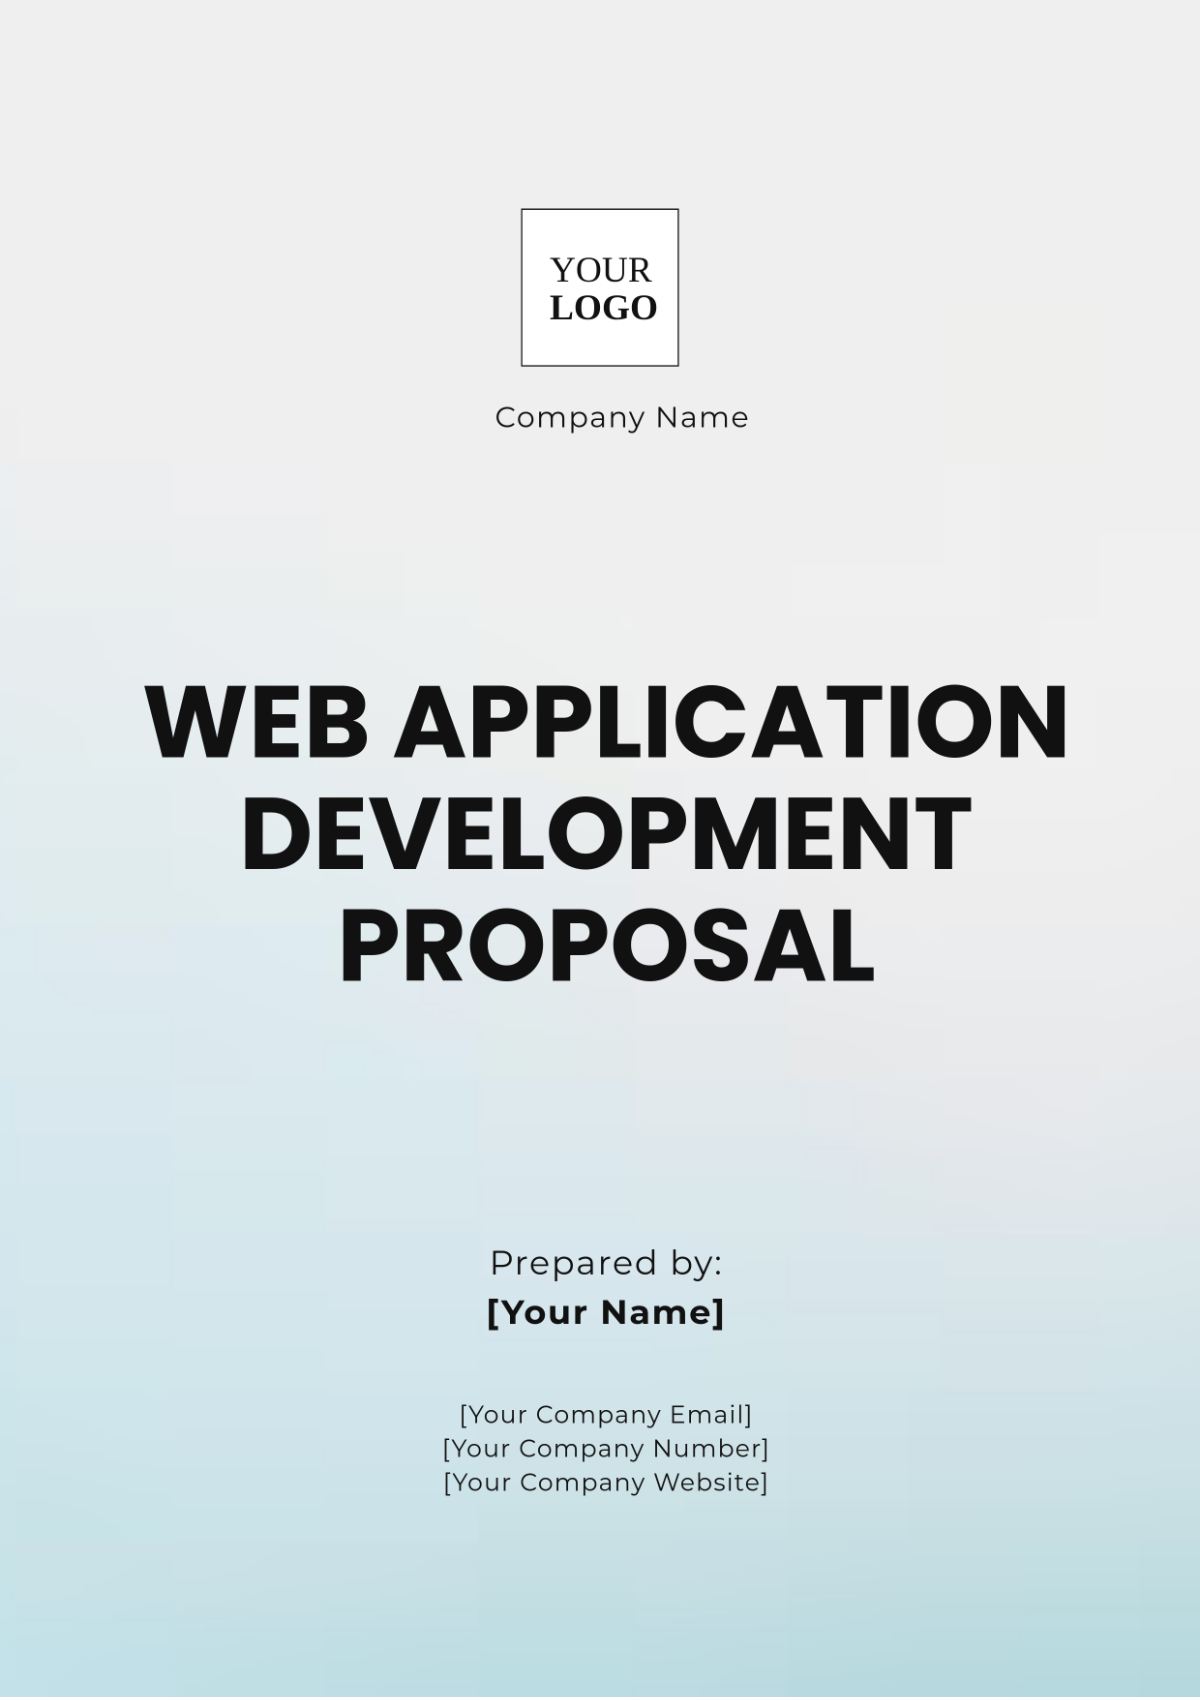 YOUR
LOGO
Company Name
WEB APPLICATION
DEVELOPMENT
PROPOSAL
Prepared by:
[Your Name]
[Your Company Email]
[Your Company Number]
[Your Company Website]